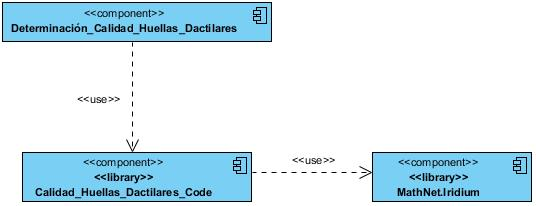 <<component>>
Determinación_Calidad_Huellas_Dactilares
<<use>>
<<component>>
<<library>>
Calidad_Huellas_Dactilares_Code
<<use>>
<<component>>
<<library>>
MathNet.Iridium